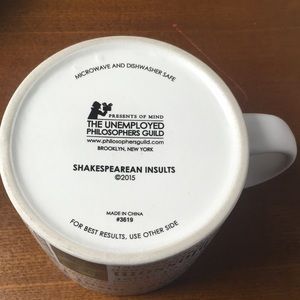 MICROWAVE AND DISHWASHER SAFE
PRESENTS OF MIND
THE UNEMPLOYED
PHILOSOPHERS GUILD
www.philosophersguild.com
BROOKLYN, NEW YORK
SHAKESPEAREAN INSULTS
©2015
MADE IN CHINA
#3619
FOR BEST RESULTS, USE OTHER SIDE